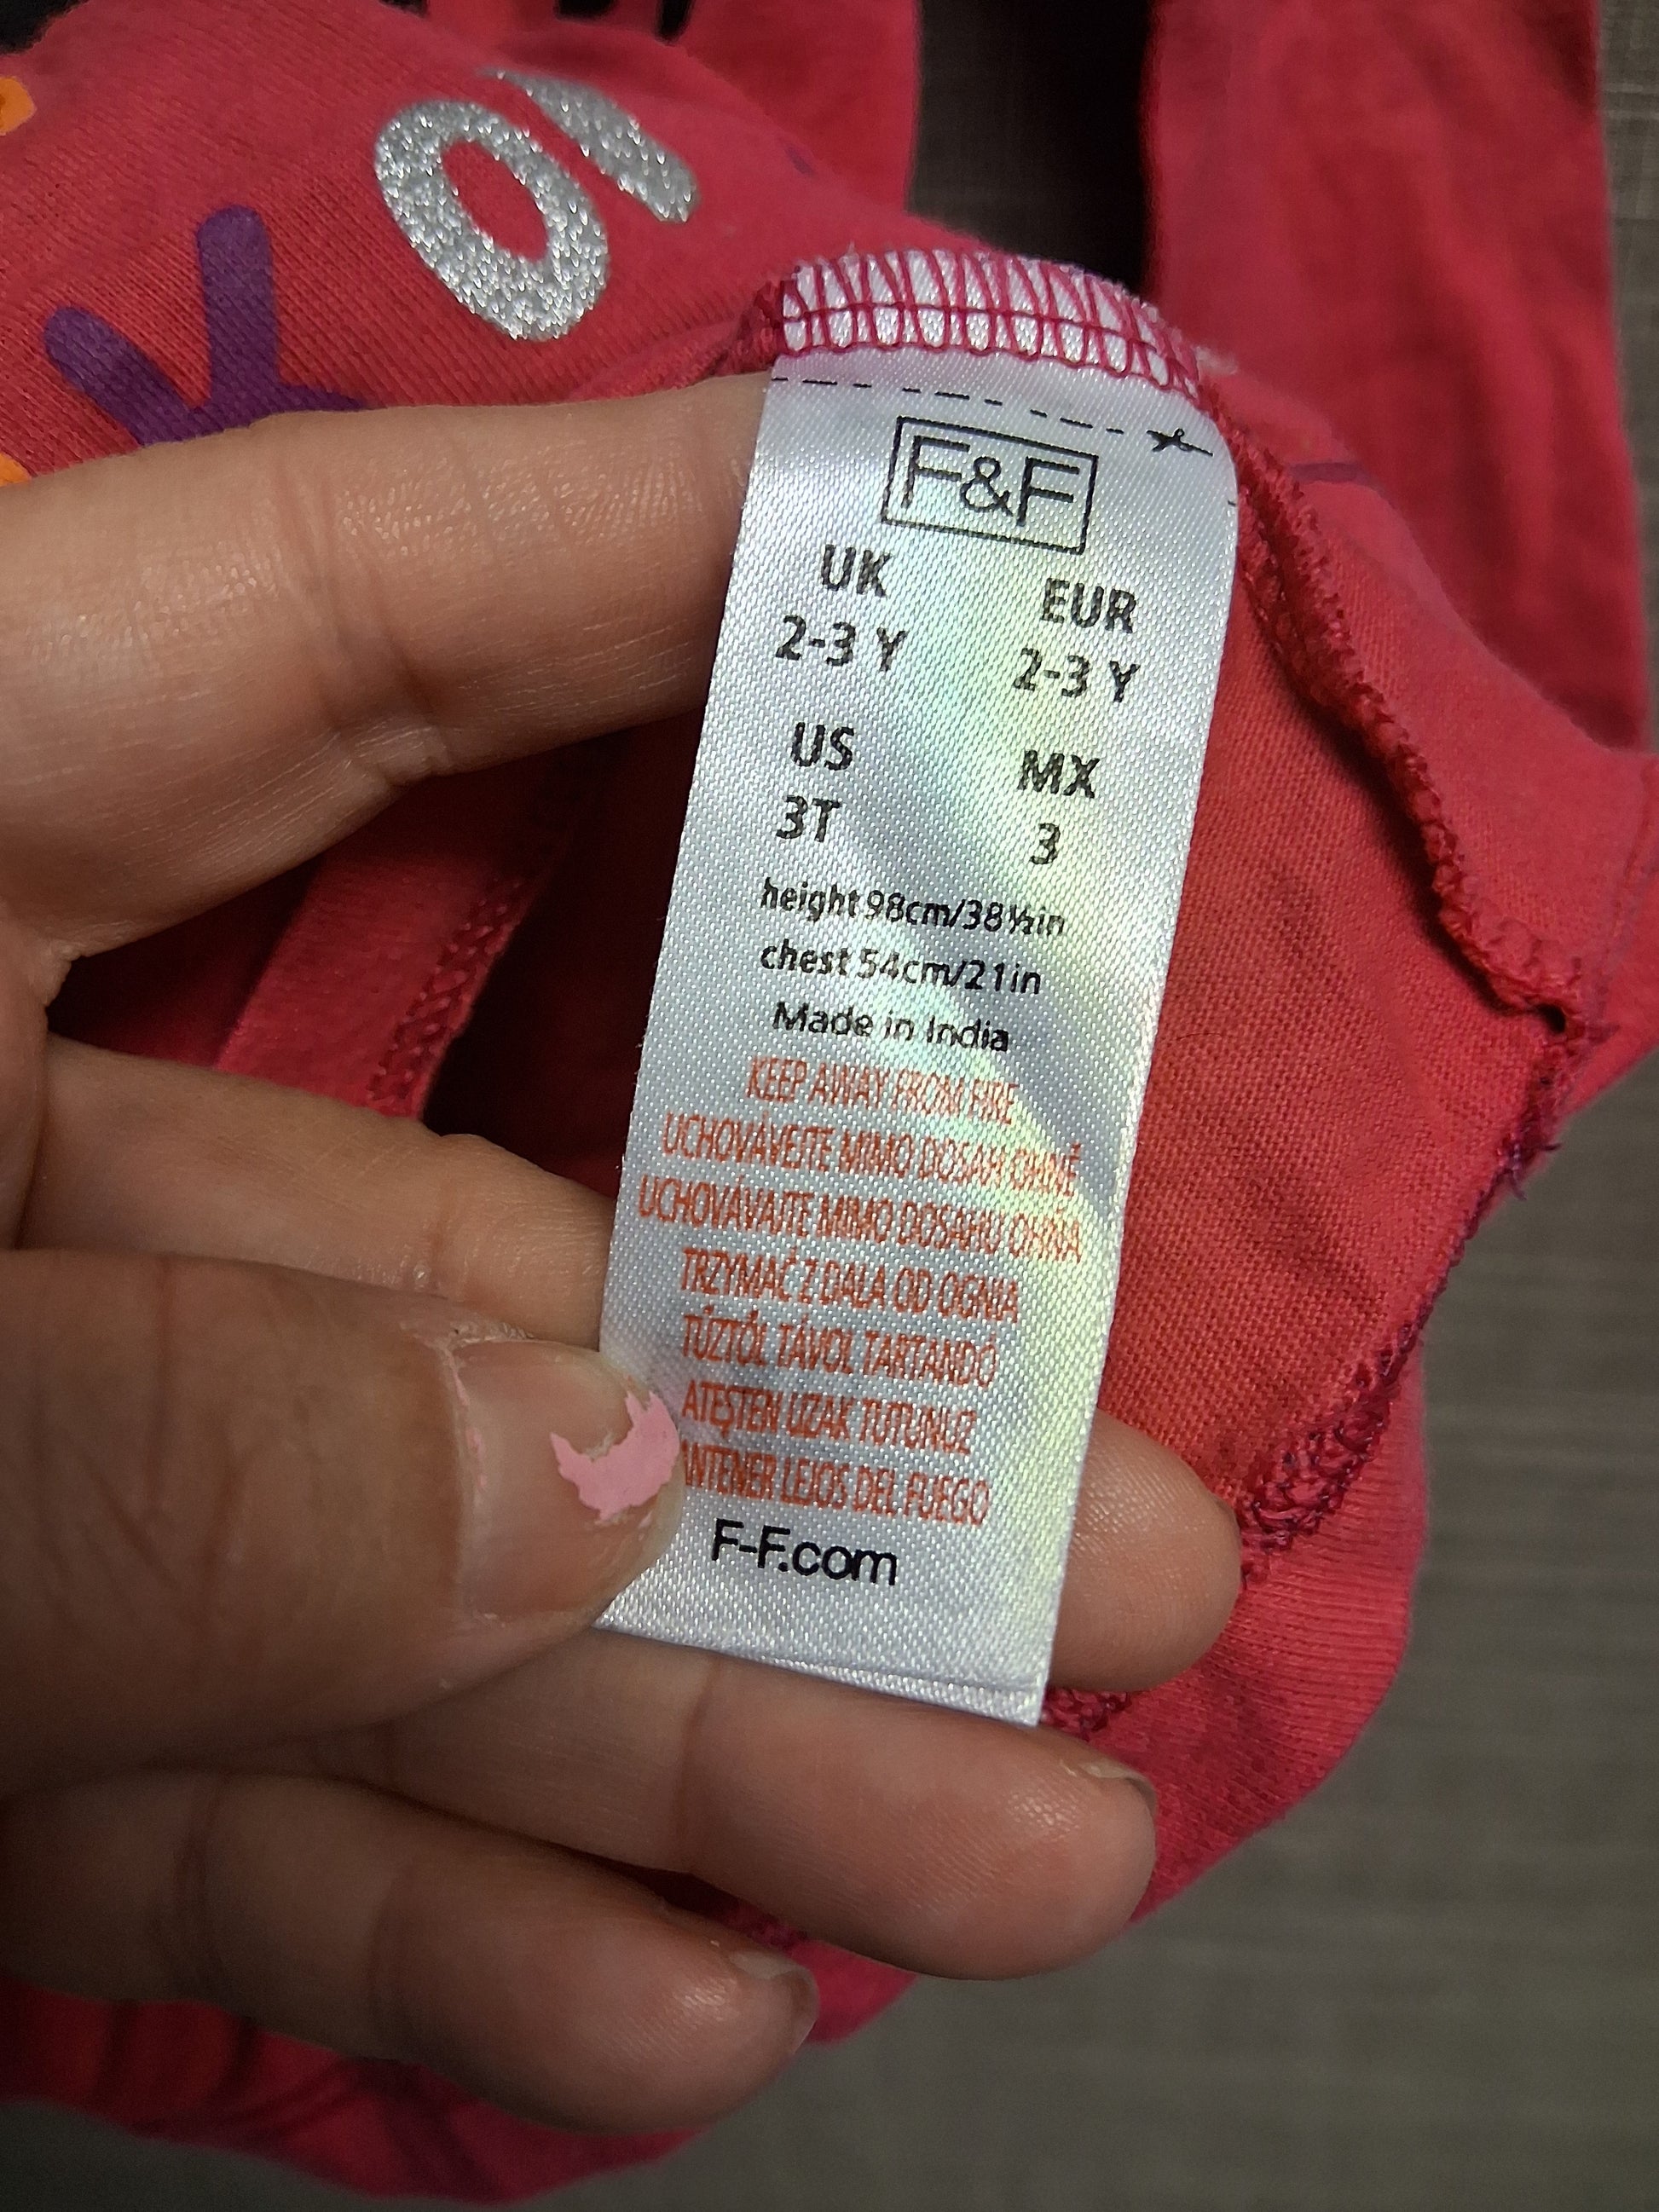 F&F
UK EUR
2-3 Y 2-3 Y
US MX
3T 3
height 98cm/38½in
chest 54cm/21in
Made in India
KEEP AWAY FROM FIRE
UCHOVÁVEJTE MIMO DOSAH OHNĚ
UCHOVÁVAJTE MIMO DOSAHU OHŇA
TRZYMAĆ Z DALA OD OGNIA
TŰZTŐL TÁVOL TARTANDÓ
ATEŞTEN UZAK TUTUNUZ
ANTENER LEJOS DEL FUEGO
F-F.com